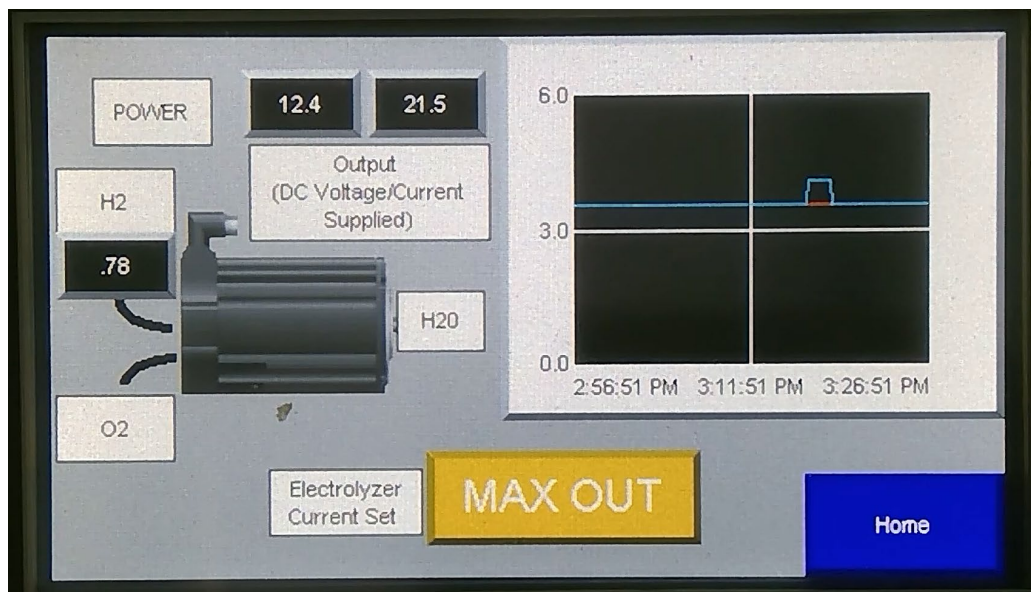 POWER
12.4
21.5
Output
(DC Voltage/Current
Supplied)
H2
.78
H20
O2
Electrolyzer
Current Set
MAX OUT
6.0
3.0
0.0
2:56:51 PM
3:11:51 PM
3:26:51 PM
Home